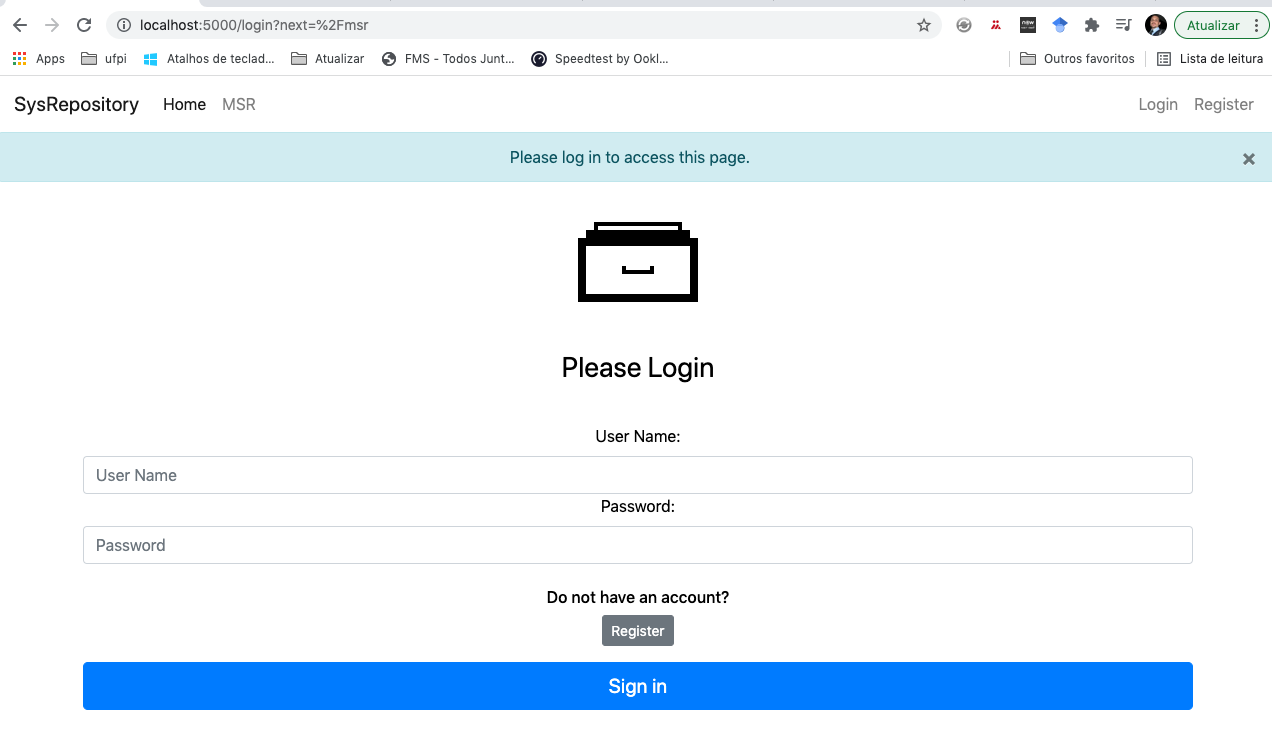 localhost:5000/login?next=%2Fmsr
Atualizar
Apps ufpi Atalhos de teclad... Atualizar FMS - Todos Junt... Speedtest by Ookl... Outros favoritos Lista de leitura
SysRepository Home MSR Login Register
Please log in to access this page. ×
Please Login
User Name:
User Name
Password:
Password
Do not have an account?
Register
Sign in